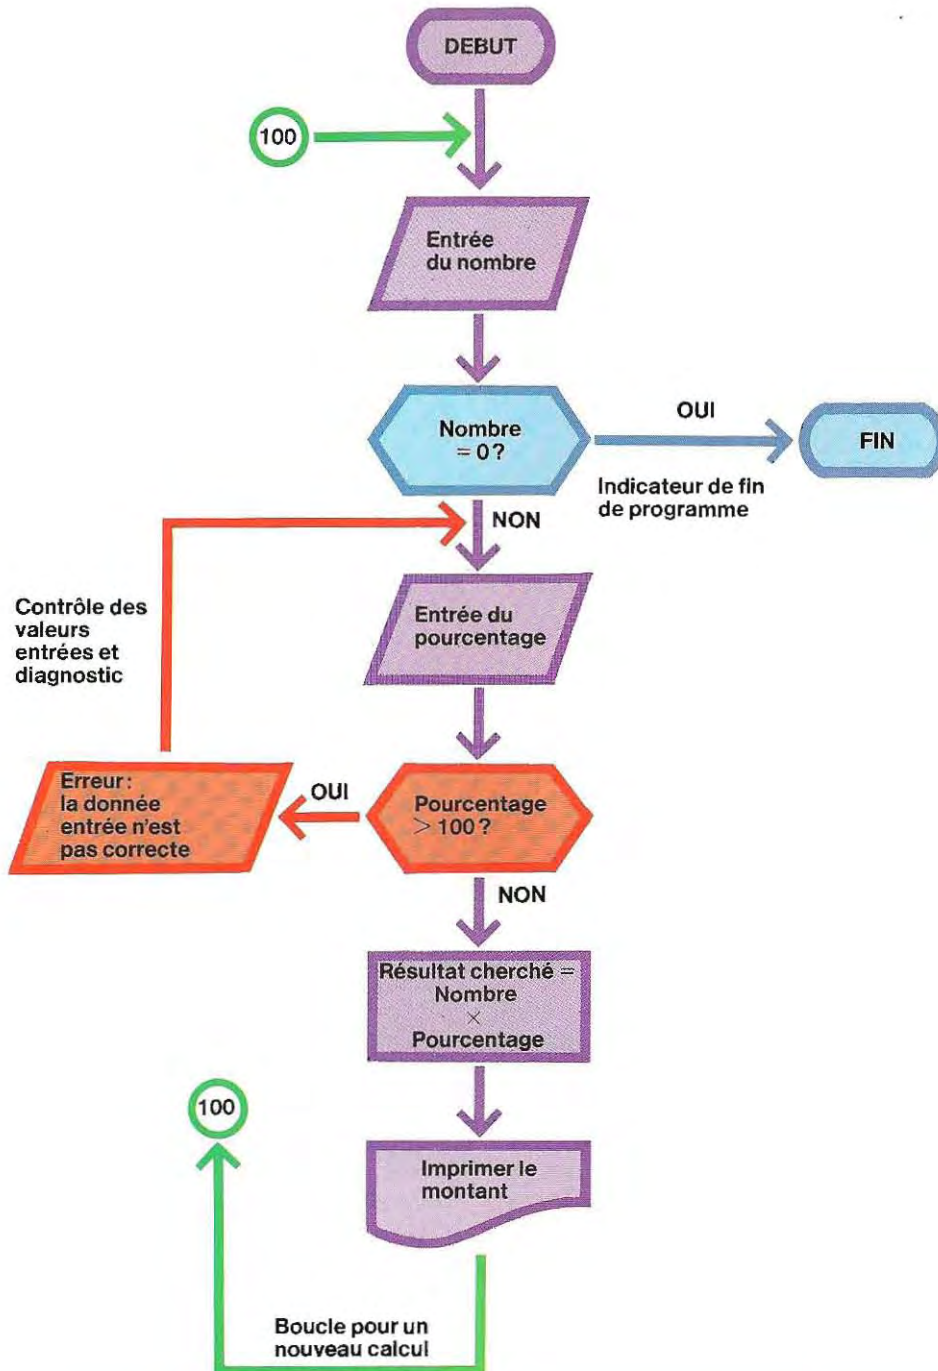 DEBUT
100
Entrée
du nombre
Nombre
= 0?
OUI
FIN
Indicateur de fin
de programme
NON
Contrôle des
valeurs
entrées et
diagnostic
Entrée du
pourcentage
Erreur :
la donnée
entrée n'est
pas correcte
OUI
Pourcentage
> 100?
NON
Résultat cherché =
Nombre
×
Pourcentage
100
Imprimer le
montant
Boucle pour un
nouveau calcul